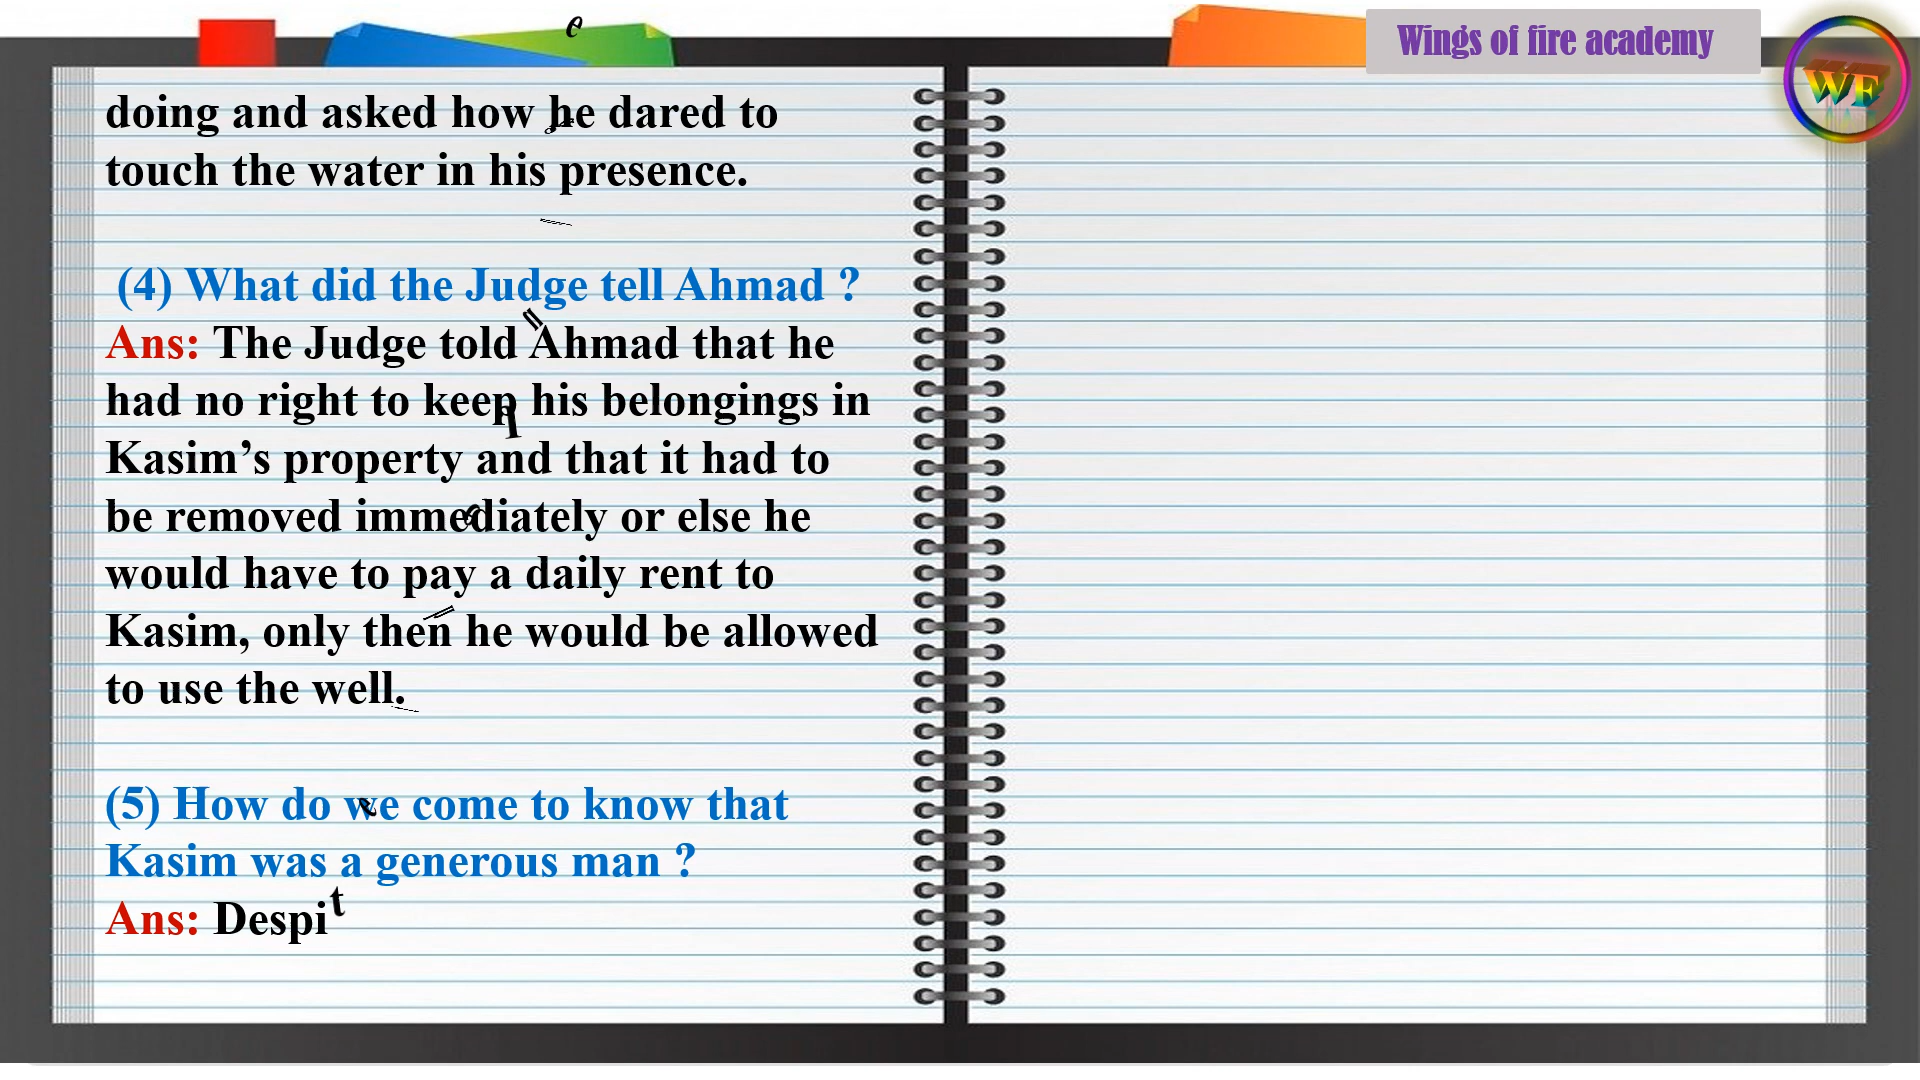 Wings of fire academy
WE
doing and asked how he dared to
touch the water in his presence.
(4) What did the Judge tell Ahmad ?
Ans: The Judge told Ahmad that he
had no right to keep his belongings in
Kasim’s property and that it had to
be removed immediately or else he
would have to pay a daily rent to
Kasim, only then he would be allowed
to use the well.
(5) How do we come to know that
Kasim was a generous man ?
Ans: Despit